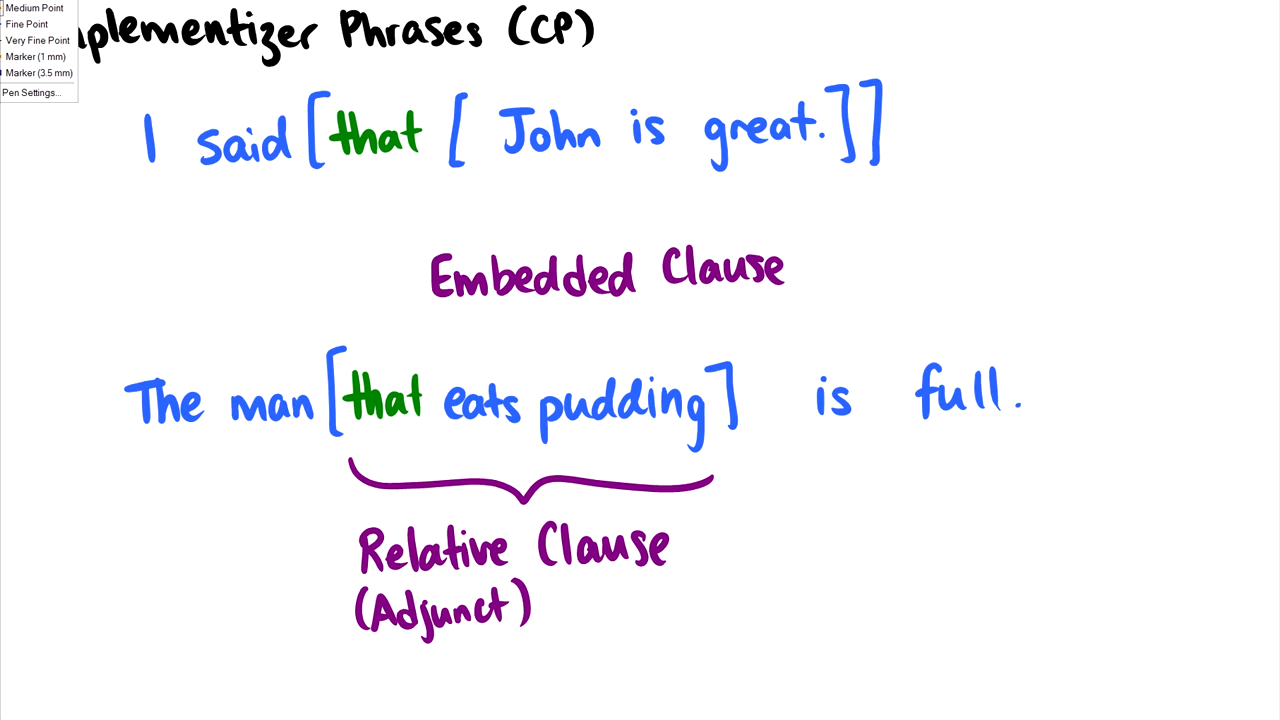 Medium Point
Fine Point
Very Fine Point
Marker (1 mm)
Marker (3.5 mm)
Pen Settings...
mplementizer Phrases (CP)
I said [that [ John is great.]]
Embedded Clause
The man [that eats pudding] is full.
Relative Clause
(Adjunct)